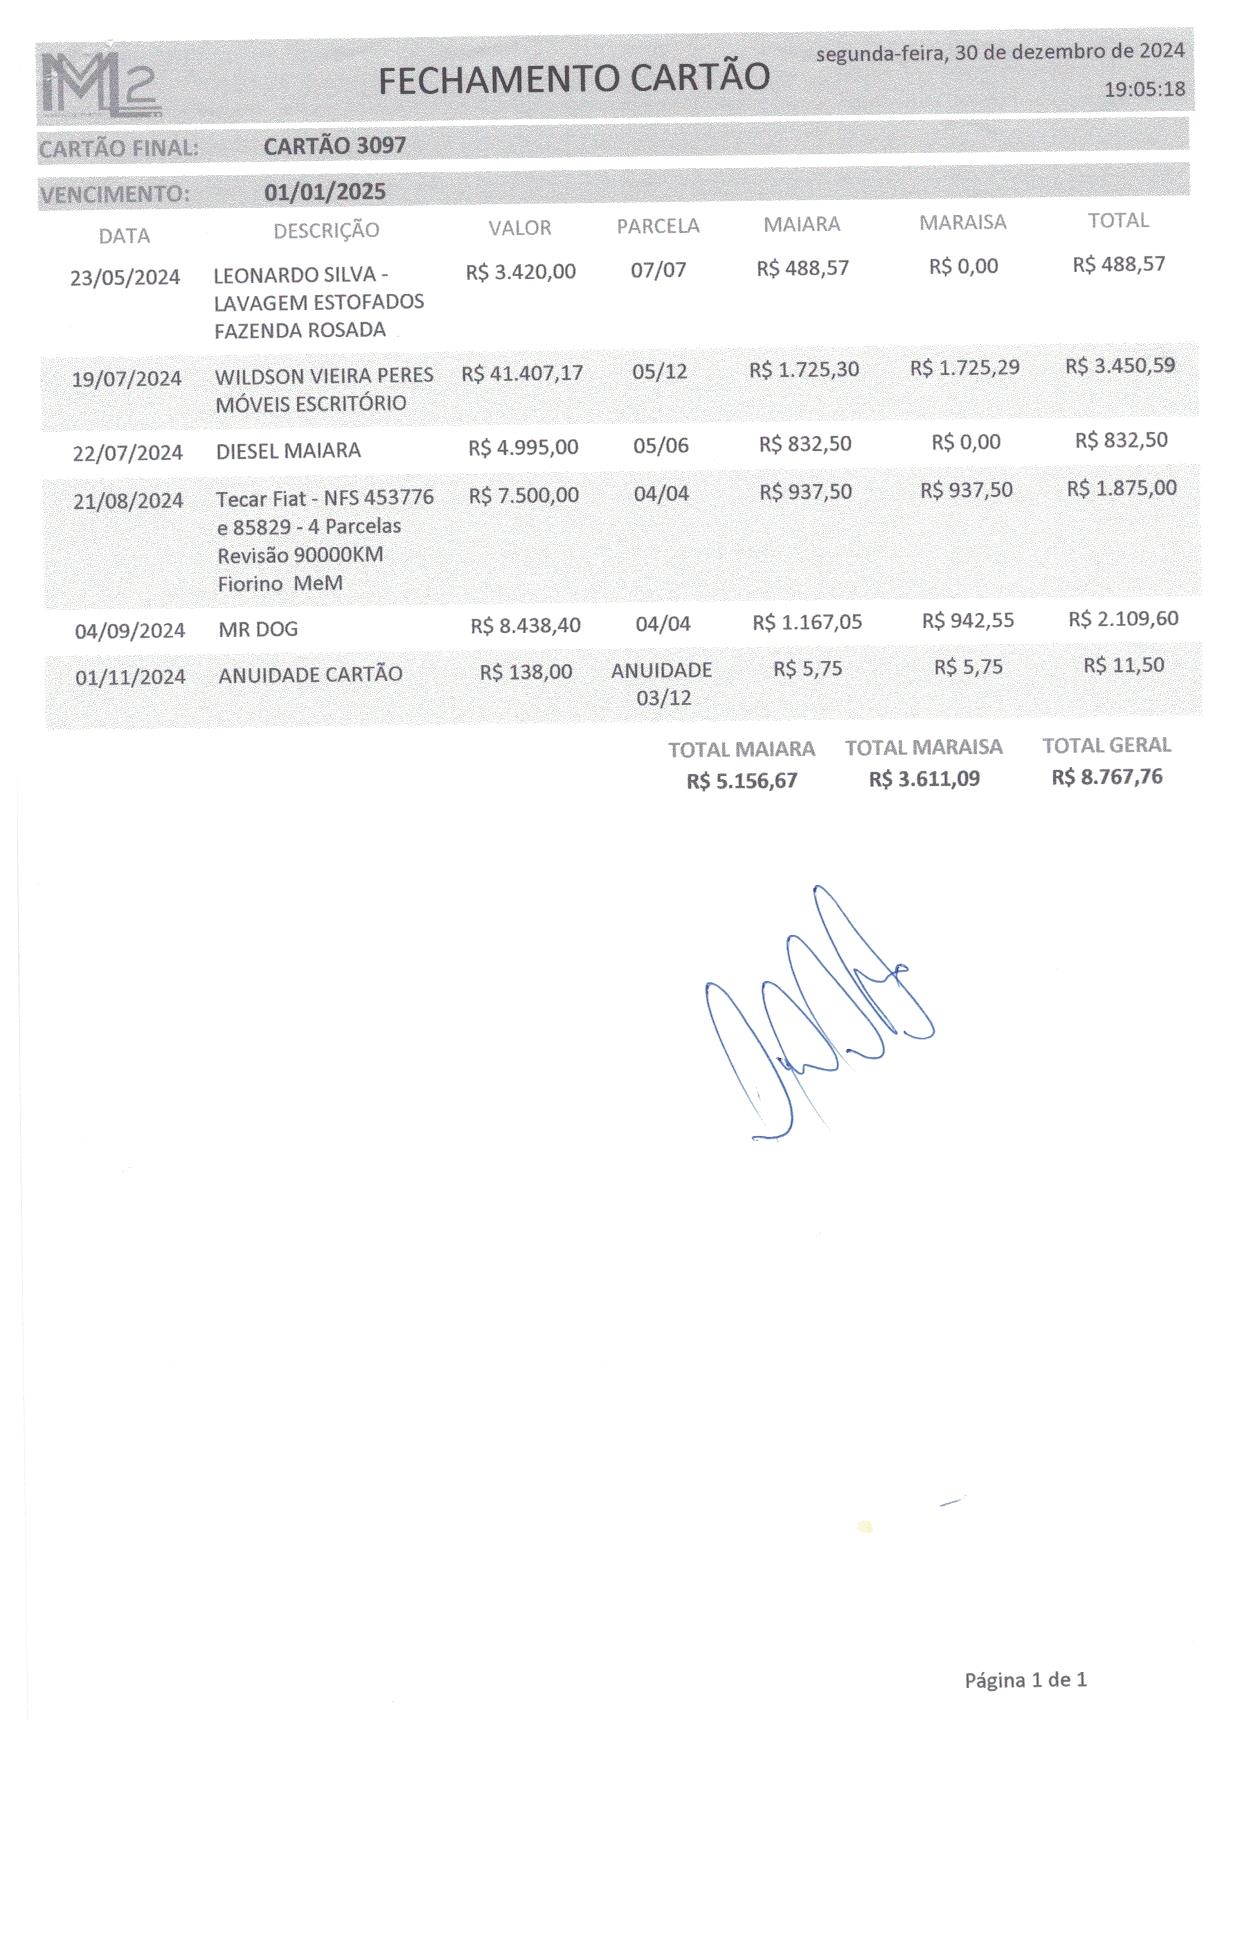 MML2
FECHAMENTO CARTÃO
segunda-feira, 30 de dezembro de 2024
19:05:18
CARTÃO FINAL: CARTÃO 3097
VENCIMENTO: 01/01/2025
DATA DESCRIÇÃO VALOR PARCELA MAIARA MARAISA TOTAL
23/05/2024 LEONARDO SILVA - R$ 3.420,00 07/07 R$ 488,57 R$ 0,00 R$ 488,57
LAVAGEM ESTOFADOS
FAZENDA ROSADA
19/07/2024 WILDSON VIEIRA PERES R$ 41.407,17 05/12 R$ 1.725,30 R$ 1.725,29 R$ 3.450,59
MÓVEIS ESCRITÓRIO
22/07/2024 DIESEL MAIARA R$ 4.995,00 05/06 R$ 832,50 R$ 0,00 R$ 832,50
21/08/2024 Tecar Fiat - NFS 453776 R$ 7.500,00 04/04 R$ 937,50 R$ 937,50 R$ 1.875,00
e 85829 - 4 Parcelas
Revisão 90000KM
Fiorino MeM
04/09/2024 MR DOG R$ 8.438,40 04/04 R$ 1.167,05 R$ 942,55 R$ 2.109,60
01/11/2024 ANUIDADE CARTÃO R$ 138,00 ANUIDADE R$ 5,75 R$ 5,75 R$ 11,50
03/12
TOTAL MAIARA TOTAL MARAISA TOTAL GERAL
R$ 5.156,67 R$ 3.611,09 R$ 8.767,76
Página 1 de 1